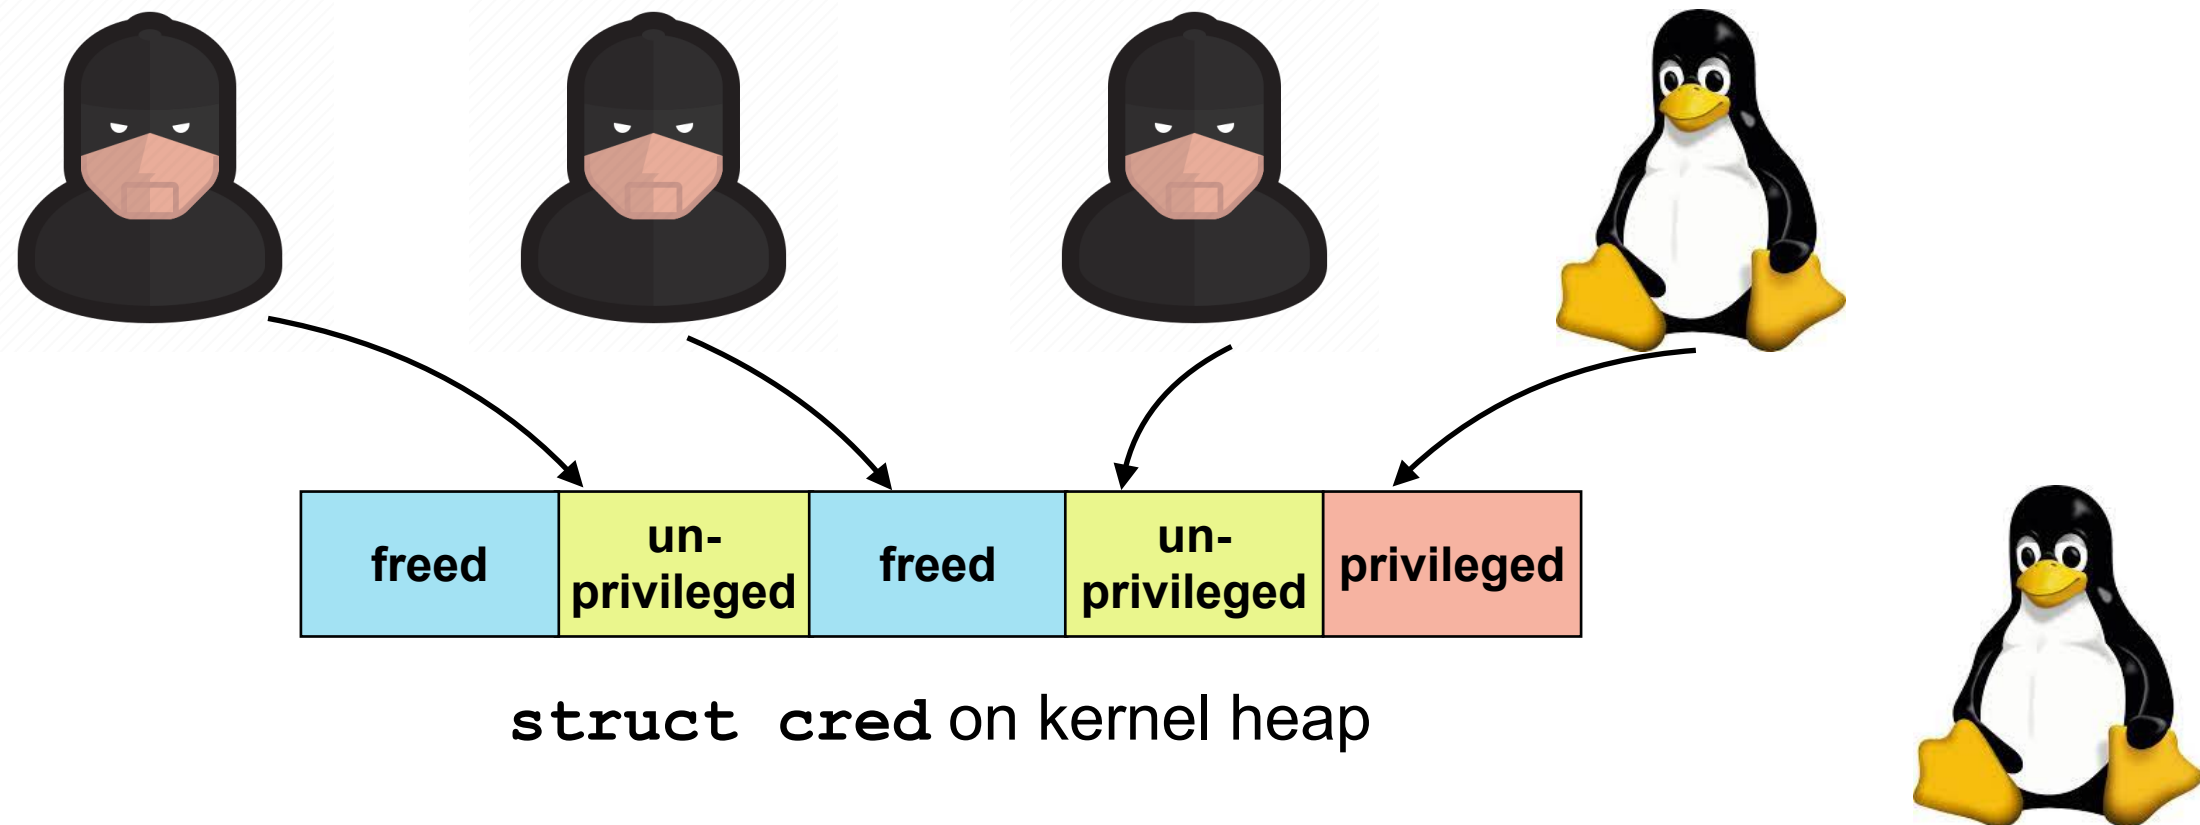 freed
un-
privileged
freed
un-
privileged
privileged
struct cred on kernel heap